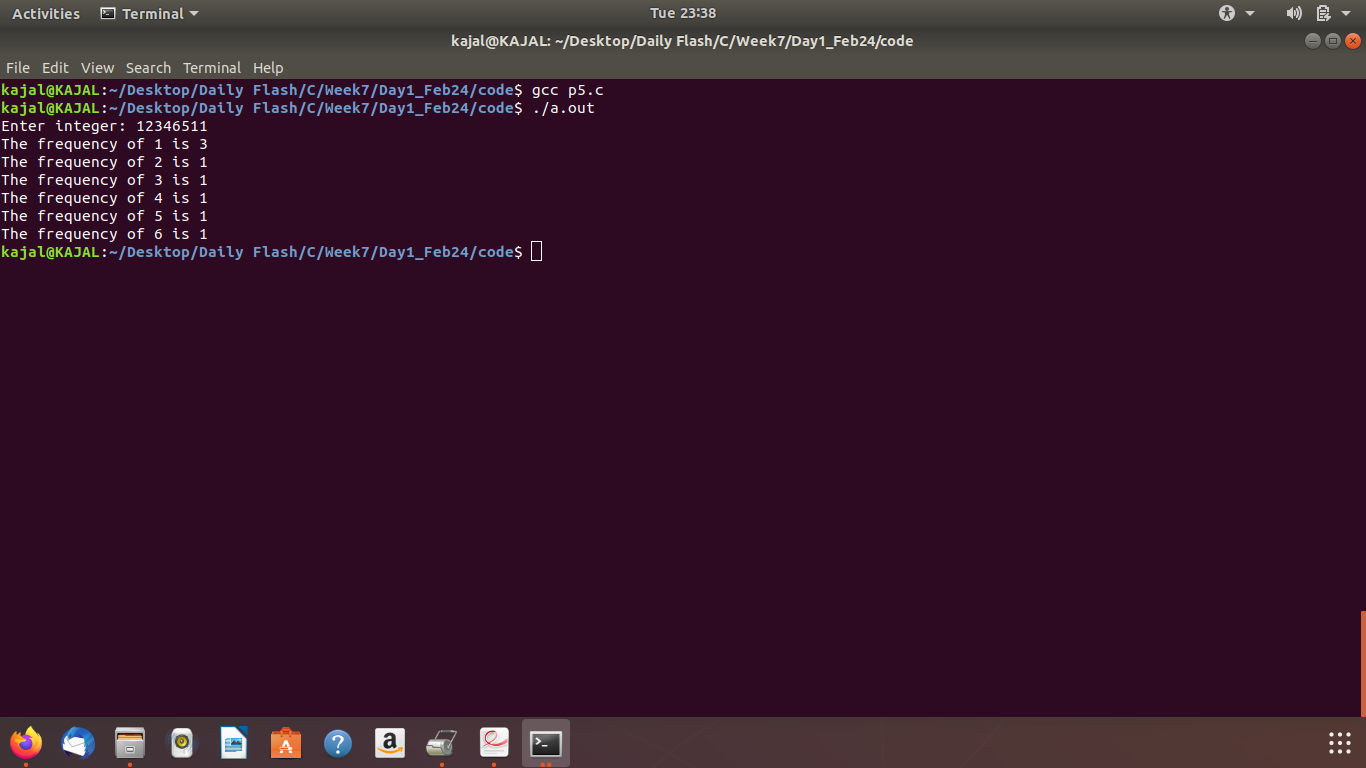 Activities Terminal Tue 23:38
kajal@KAJAL: ~/Desktop/Daily Flash/C/Week7/Day1_Feb24/code
File Edit View Search Terminal Help
kajal@KAJAL:~/Desktop/Daily Flash/C/Week7/Day1_Feb24/code$ gcc p5.c
kajal@KAJAL:~/Desktop/Daily Flash/C/Week7/Day1_Feb24/code$ ./a.out
Enter integer: 12346511
The frequency of 1 is 3
The frequency of 2 is 1
The frequency of 3 is 1
The frequency of 4 is 1
The frequency of 5 is 1
The frequency of 6 is 1
kajal@KAJAL:~/Desktop/Daily Flash/C/Week7/Day1_Feb24/code$